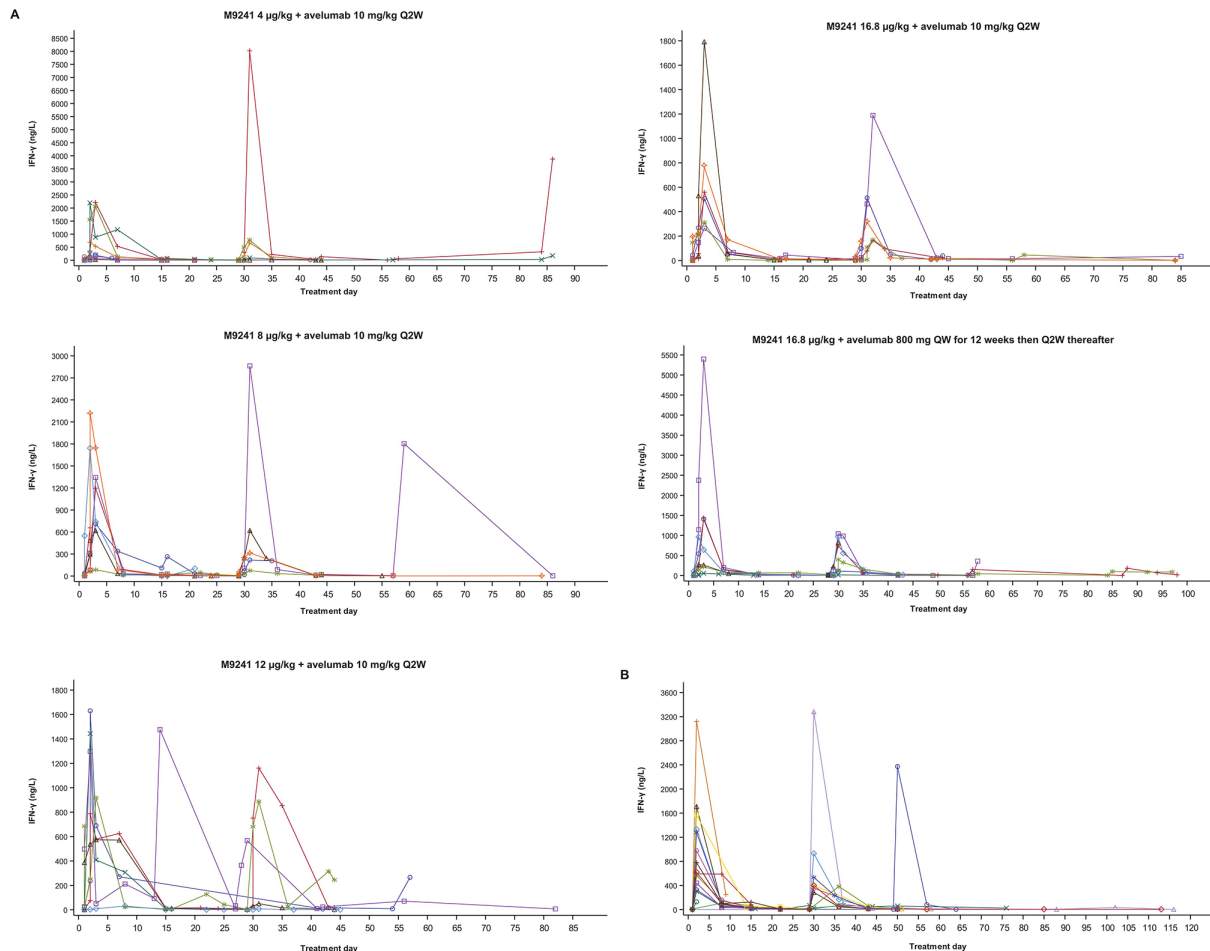 A
M9241 4 µg/kg + avelumab 10 mg/kg Q2W
IFN-γ (ng/L)
8500
8000
7500
7000
6500
6000
5500
5000
4500
4000
3500
3000
2500
2000
1500
1000
500
0
0 5 10 15 20 25 30 35 40 45 50 55 60 65 70 75 80 85 90
Treatment day
M9241 16.8 µg/kg + avelumab 10 mg/kg Q2W
IFN-γ (ng/L)
1800
1600
1400
1200
1000
800
600
400
200
0
0 5 10 15 20 25 30 35 40 45 50 55 60 65 70 75 80 85
Treatment day
M9241 8 µg/kg + avelumab 10 mg/kg Q2W
IFN-γ (ng/L)
3000
2700
2400
2100
1800
1500
1200
900
600
300
0
0 5 10 15 20 25 30 35 40 45 50 55 60 65 70 75 80 85
Treatment day
M9241 16.8 µg/kg + avelumab 800 mg QW for 12 weeks then Q2W thereafter
IFN-γ (ng/L)
5500
5000
4500
4000
3500
3000
2500
2000
1500
1000
500
0
0 5 10 15 20 25 30 35 40 45 50 55 60 65 70 75 80 85 90 95 100
Treatment day
M9241 12 µg/kg + avelumab 10 mg/kg Q2W
IFN-γ (ng/L)
1800
1600
1400
1200
1000
800
600
400
200
0
0 5 10 15 20 25 30 35 40 45 50 55 60 65 70 75 80 85
Treatment day
B
IFN-γ (ng/L)
3600
3200
2800
2400
2000
1600
1200
800
400
0
0 5 10 15 20 25 30 35 40 45 50 55 60 65 70 75 80 85 90 95 100 105 110 115 120
Treatment day